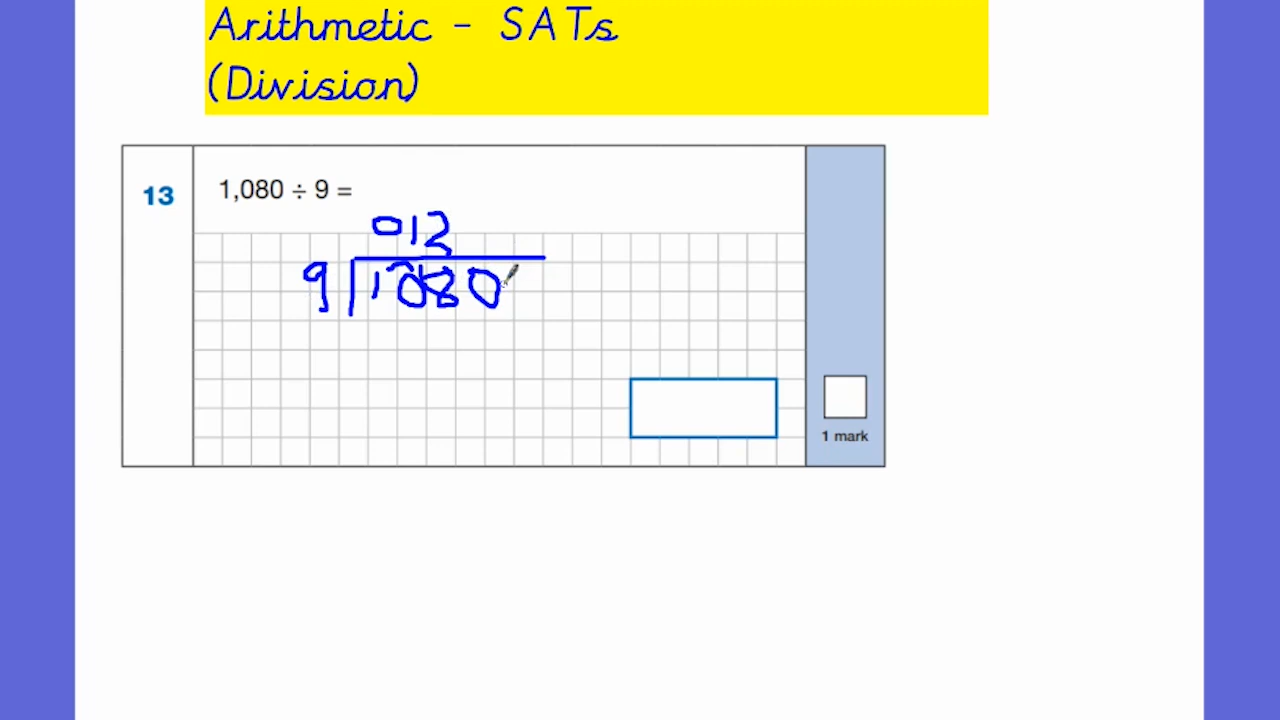 Arithmetic - SATs
(Division)
13
1,080 ÷ 9 =
012
9 1080
1 mark